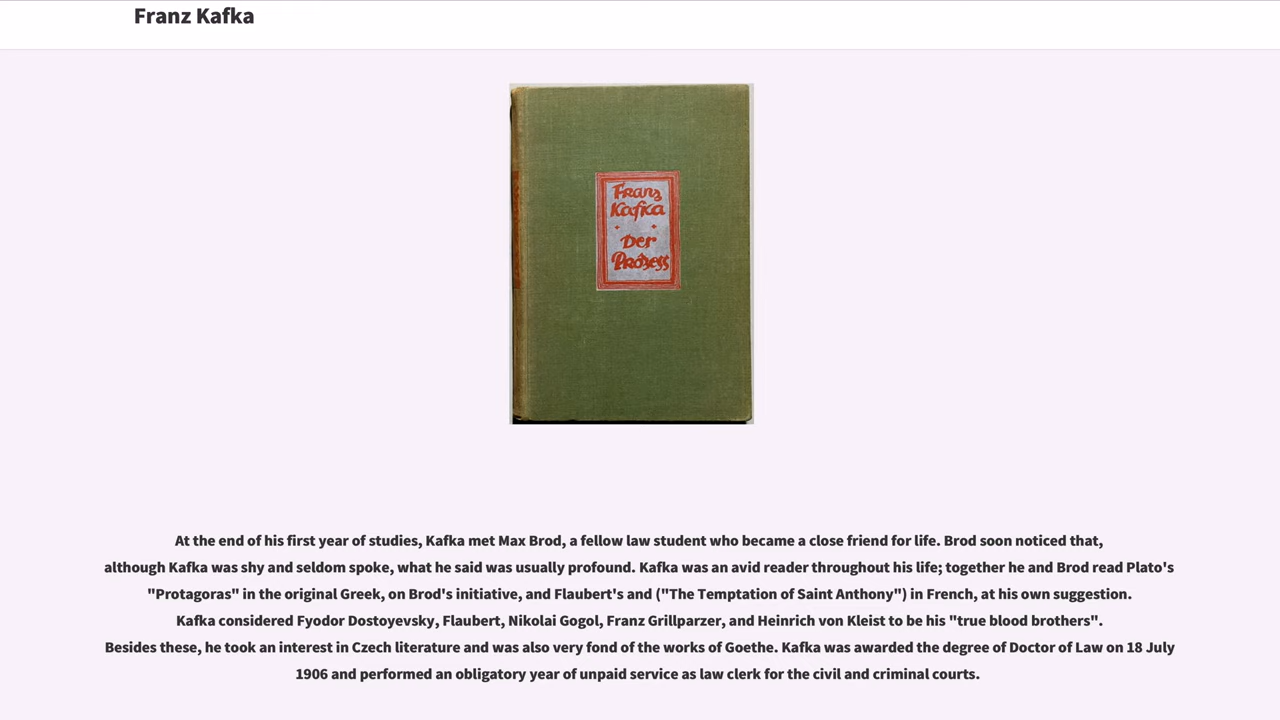 Franz Kafka
Franz
Kafka
Der
Prozess
At the end of his first year of studies, Kafka met Max Brod, a fellow law student who became a close friend for life. Brod soon noticed that,
although Kafka was shy and seldom spoke, what he said was usually profound. Kafka was an avid reader throughout his life; together he and Brod read Plato's
"Protagoras" in the original Greek, on Brod's initiative, and Flaubert's and ("The Temptation of Saint Anthony") in French, at his own suggestion.
Kafka considered Fyodor Dostoyevsky, Flaubert, Nikolai Gogol, Franz Grillparzer, and Heinrich von Kleist to be his "true blood brothers".
Besides these, he took an interest in Czech literature and was also very fond of the works of Goethe. Kafka was awarded the degree of Doctor of Law on 18 July
1906 and performed an obligatory year of unpaid service as law clerk for the civil and criminal courts.